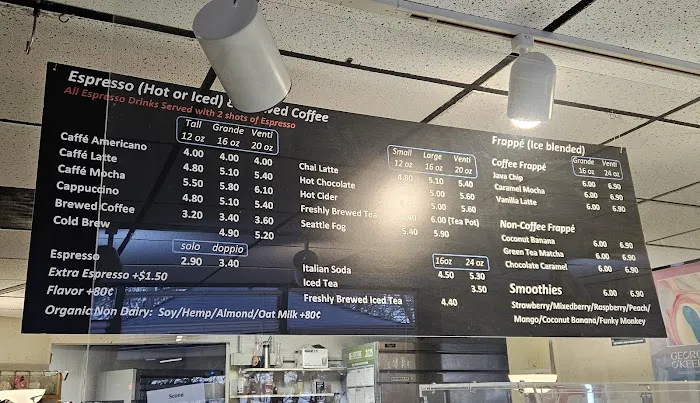 Espresso (Hot or Iced) & Brewed Coffee
All Espresso Drinks Served with 2 shots of Espresso
Tall Grande Venti
12 oz 16 oz 20 oz
Caffé Americano 4.00 4.00 4.00
Caffé Latte 4.80 5.10 5.40
Caffé Mocha 5.50 5.80 6.10
Cappuccino 4.80 5.10 5.40
Brewed Coffee 3.20 3.40 3.60
Cold Brew 4.90 5.20
solo doppio
Espresso 2.90 3.40
Extra Espresso +$1.50
Flavor +80¢
Organic Non Dairy: Soy/Hemp/Almond/Oat Milk +80¢
Small Large Venti
12 oz 16 oz 20 oz
Chai Latte 4.80 5.10 5.40
Hot Chocolate 5.00 5.60
Hot Cider 5.00 5.60
Freshly Brewed Tea 6.00 (Tea Pot)
Seattle Fog 5.40 5.90
16oz 24 oz
Italian Soda 4.50 5.30
Iced Tea 3.50
Freshly Brewed Iced Tea 4.40
Frappé (Ice blended)
Grande Venti
16 oz 24 oz
Coffee Frappé
Java Chip 6.00 6.90
Caramel Mocha 6.00 6.90
Vanilla Latte 6.00 6.90
Non-Coffee Frappé
Coconut Banana 6.00 6.90
Green Tea Matcha 6.00 6.90
Chocolate Caramel 6.00 6.90
Smoothies 6.00 6.90
Strawberry/Mixedberry/Raspberry/Peach/
Mango/Coconut Banana/Funky Monkey
Scone
GEORG
O'KEE